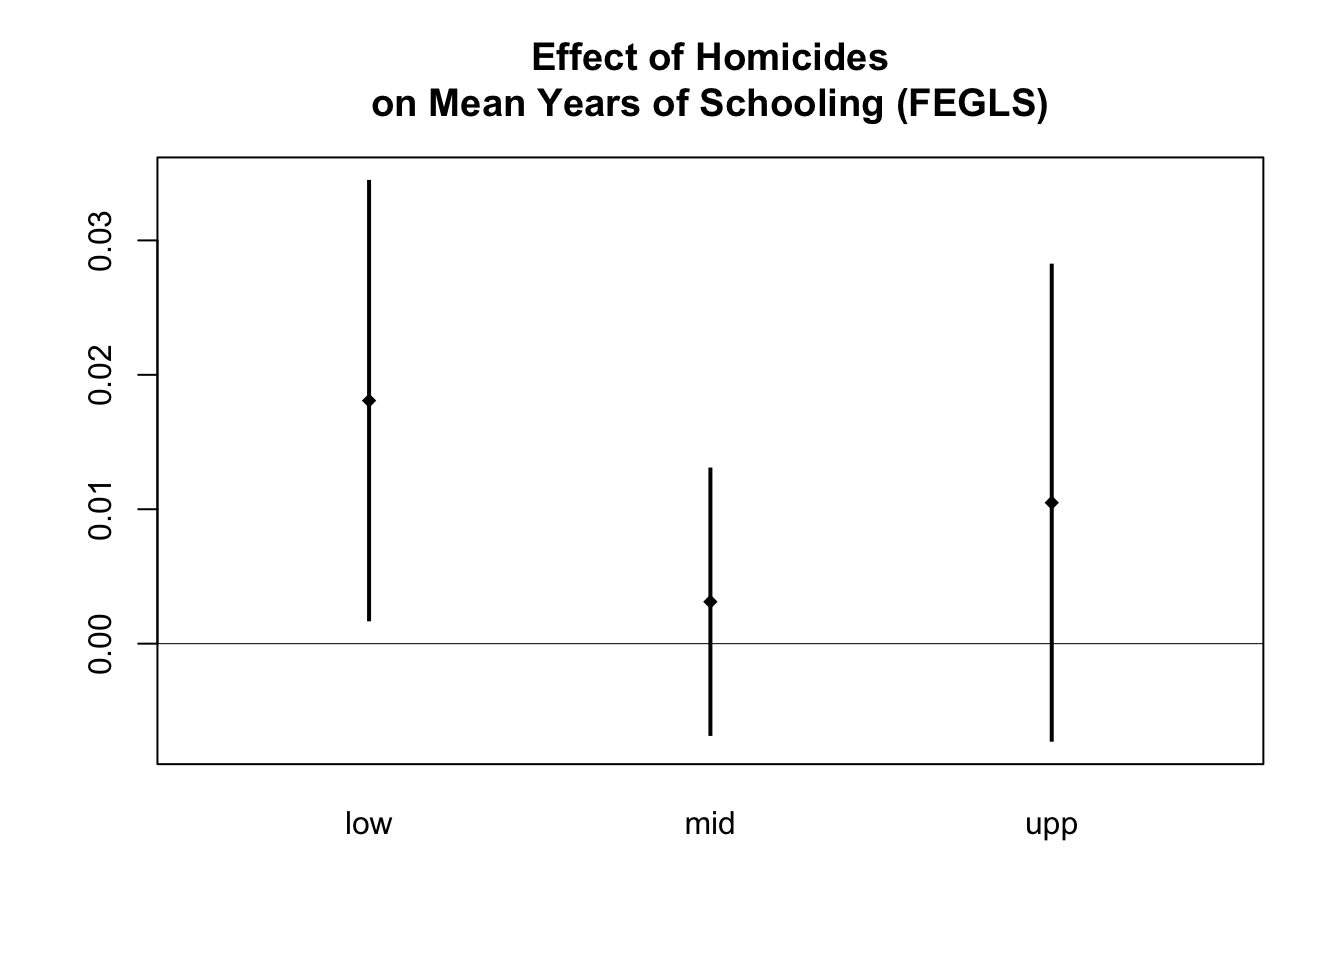 Effect of Homicides
on Mean Years of Schooling (FEGLS)
0.03
0.02
0.01
0.00
low mid upp